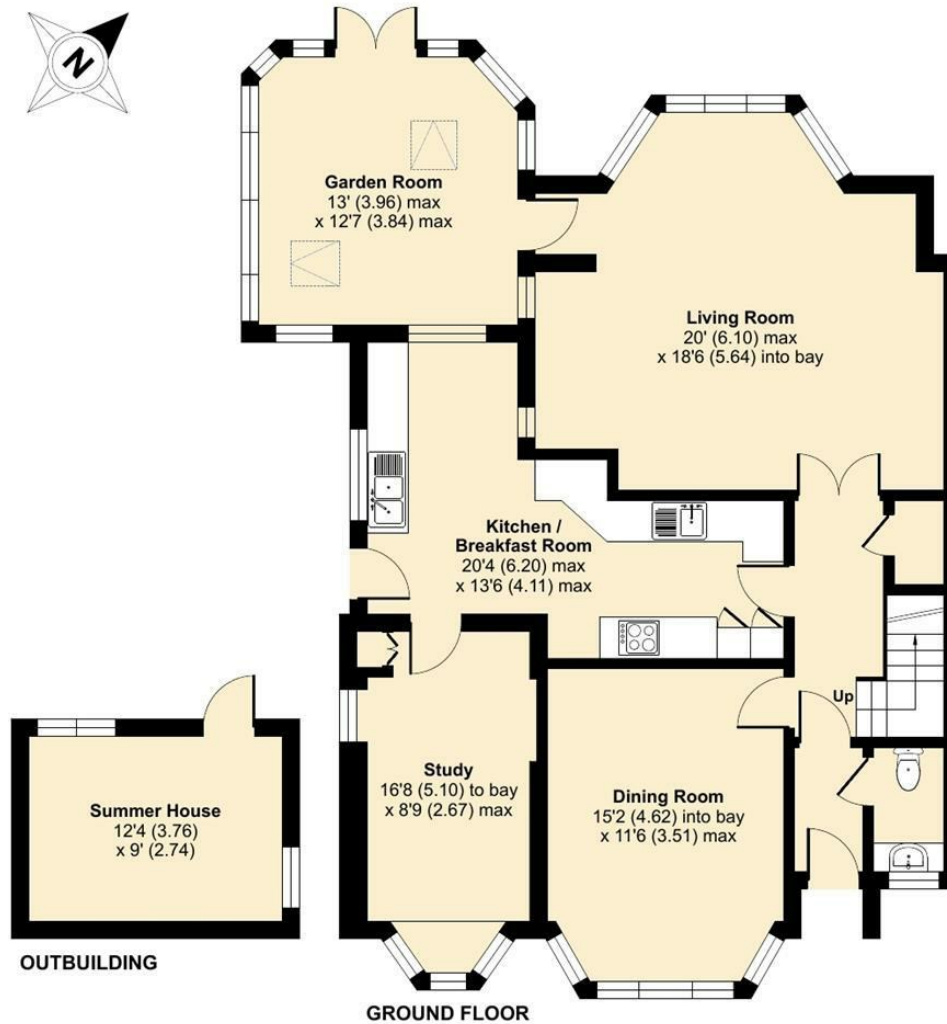 N
Garden Room
13' (3.96) max
x 12'7 (3.84) max
Living Room
20' (6.10) max
x 18'6 (5.64) into bay
Kitchen /
Breakfast Room
20'4 (6.20) max
x 13'6 (4.11) max
Up
Study
16'8 (5.10) to bay
x 8'9 (2.67) max
Dining Room
15'2 (4.62) into bay
x 11'6 (3.51) max
Summer House
12'4 (3.76)
x 9' (2.74)
OUTBUILDING
GROUND FLOOR